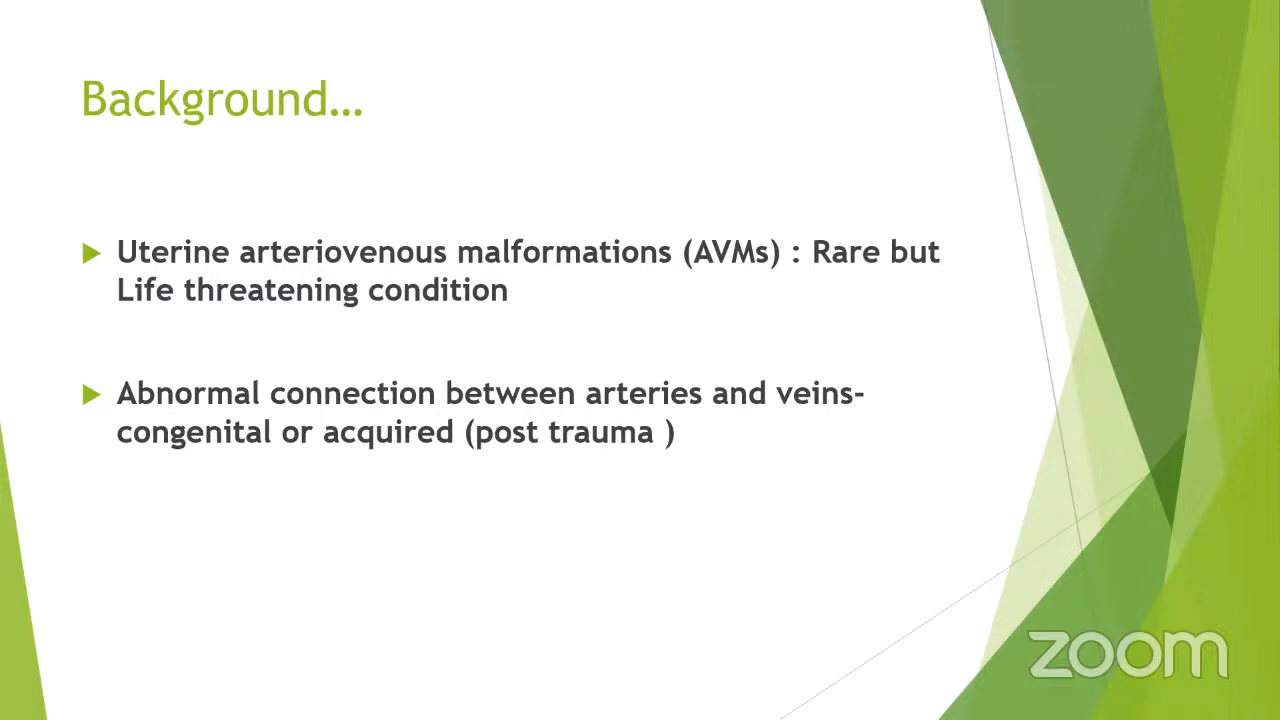 Background...
Uterine arteriovenous malformations (AVMs) : Rare but
Life threatening condition
Abnormal connection between arteries and veins-
congenital or acquired (post trauma )
zoom